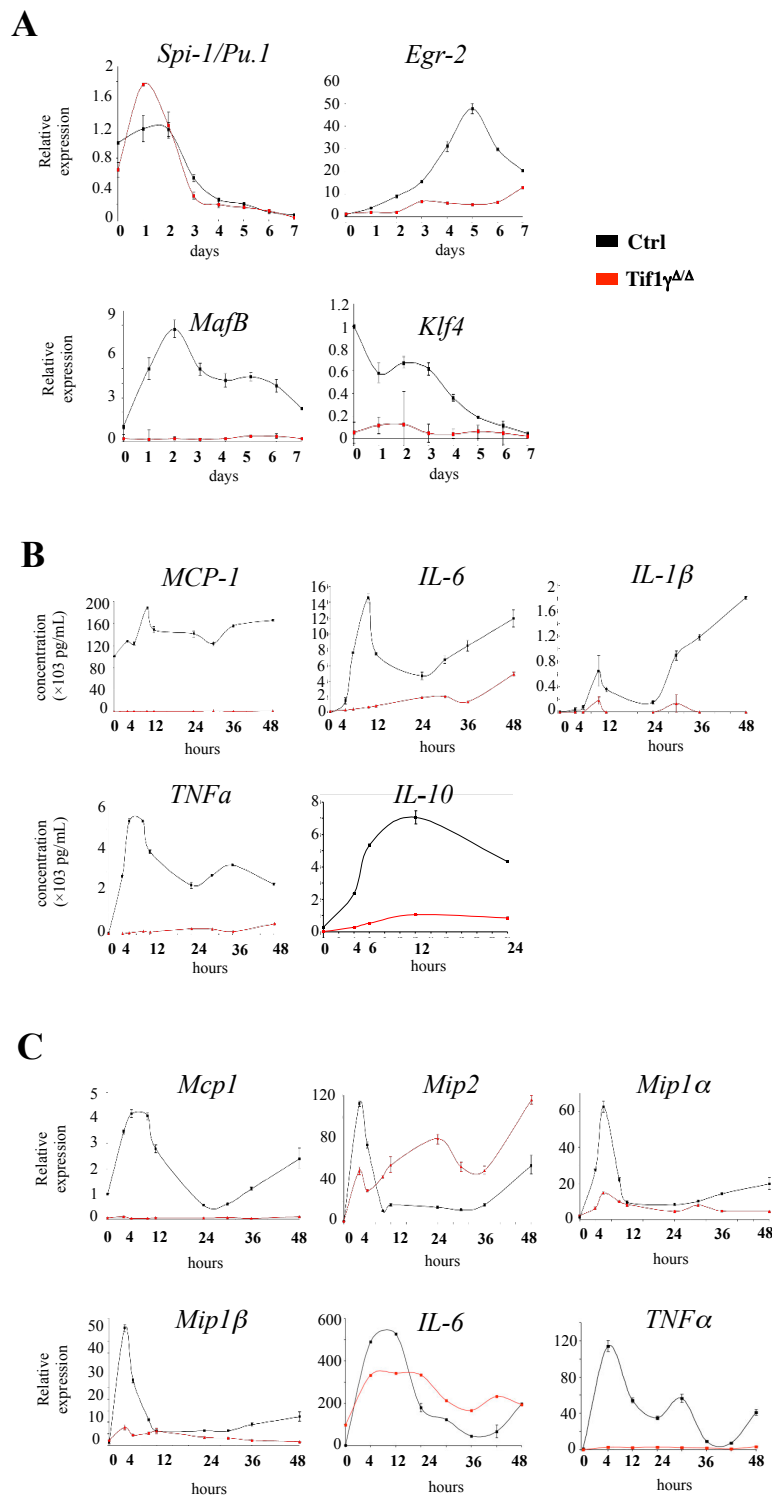 A
Spi-1/Pu.1
Egr-2
Relative
expression
2
1.6
1.2
0.8
0.4
0
0 1 2 3 4 5 6 7
days
60
50
40
30
20
10
0
0 1 2 3 4 5 6 7
days
Ctrl
Tif1γΔ/Δ
MafB
Klf4
Relative
expression
9
6
3
0
0 1 2 3 4 5 6 7
days
1.2
1
0.8
0.6
0.4
0.2
0
0 1 2 3 4 5 6 7
days
B
MCP-1
IL-6
IL-1β
concentration
(×103 pg/mL)
200
160
120
80
40
0
0 4 12 24 36 48
hours
16
14
12
10
8
6
4
2
0
0 4 12 24 36 48
hours
2
1.6
1.2
0.8
0.4
0
0 4 12 24 36 48
hours
TNFa
IL-10
concentration
(×103 pg/mL)
6
4
2
0
0 4 12 24 36 48
hours
8
7
6
5
4
3
2
1
0
0 4 6 12 24
hours
C
Mcp1
Mip2
Mip1α
Relative
expression
5
4
3
2
1
0
0 4 12 24 36 48
hours
120
80
40
0
0 4 12 24 36 48
hours
60
40
20
0
0 4 12 24 36 48
hours
Mip1β
IL-6
TNFα
Relative
expression
50
40
30
20
10
0
0 4 12 24 36 48
hours
600
400
200
0
0 4 12 20 28 36 48
hours
120
80
40
0
0 4 12 20 28 36 48
hours